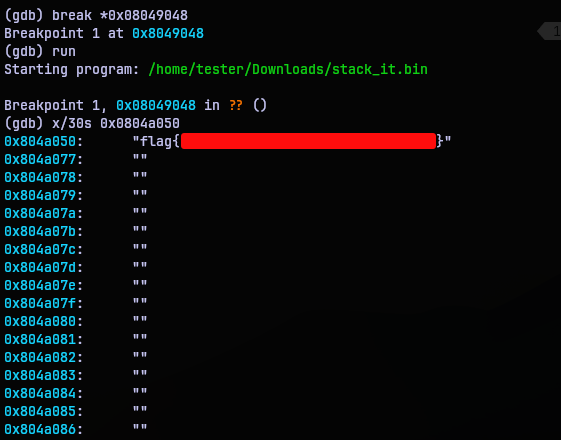 (gdb) break *0x08049048
Breakpoint 1 at 0x8049048
(gdb) run
Starting program: /home/tester/Downloads/stack_it.bin

Breakpoint 1, 0x08049048 in ?? ()
(gdb) x/30s 0x0804a050
0x804a050: "flag{}"
0x804a077: ""
0x804a078: ""
0x804a079: ""
0x804a07a: ""
0x804a07b: ""
0x804a07c: ""
0x804a07d: ""
0x804a07e: ""
0x804a07f: ""
0x804a080: ""
0x804a081: ""
0x804a082: ""
0x804a083: ""
0x804a084: ""
0x804a085: ""
0x804a086: ""